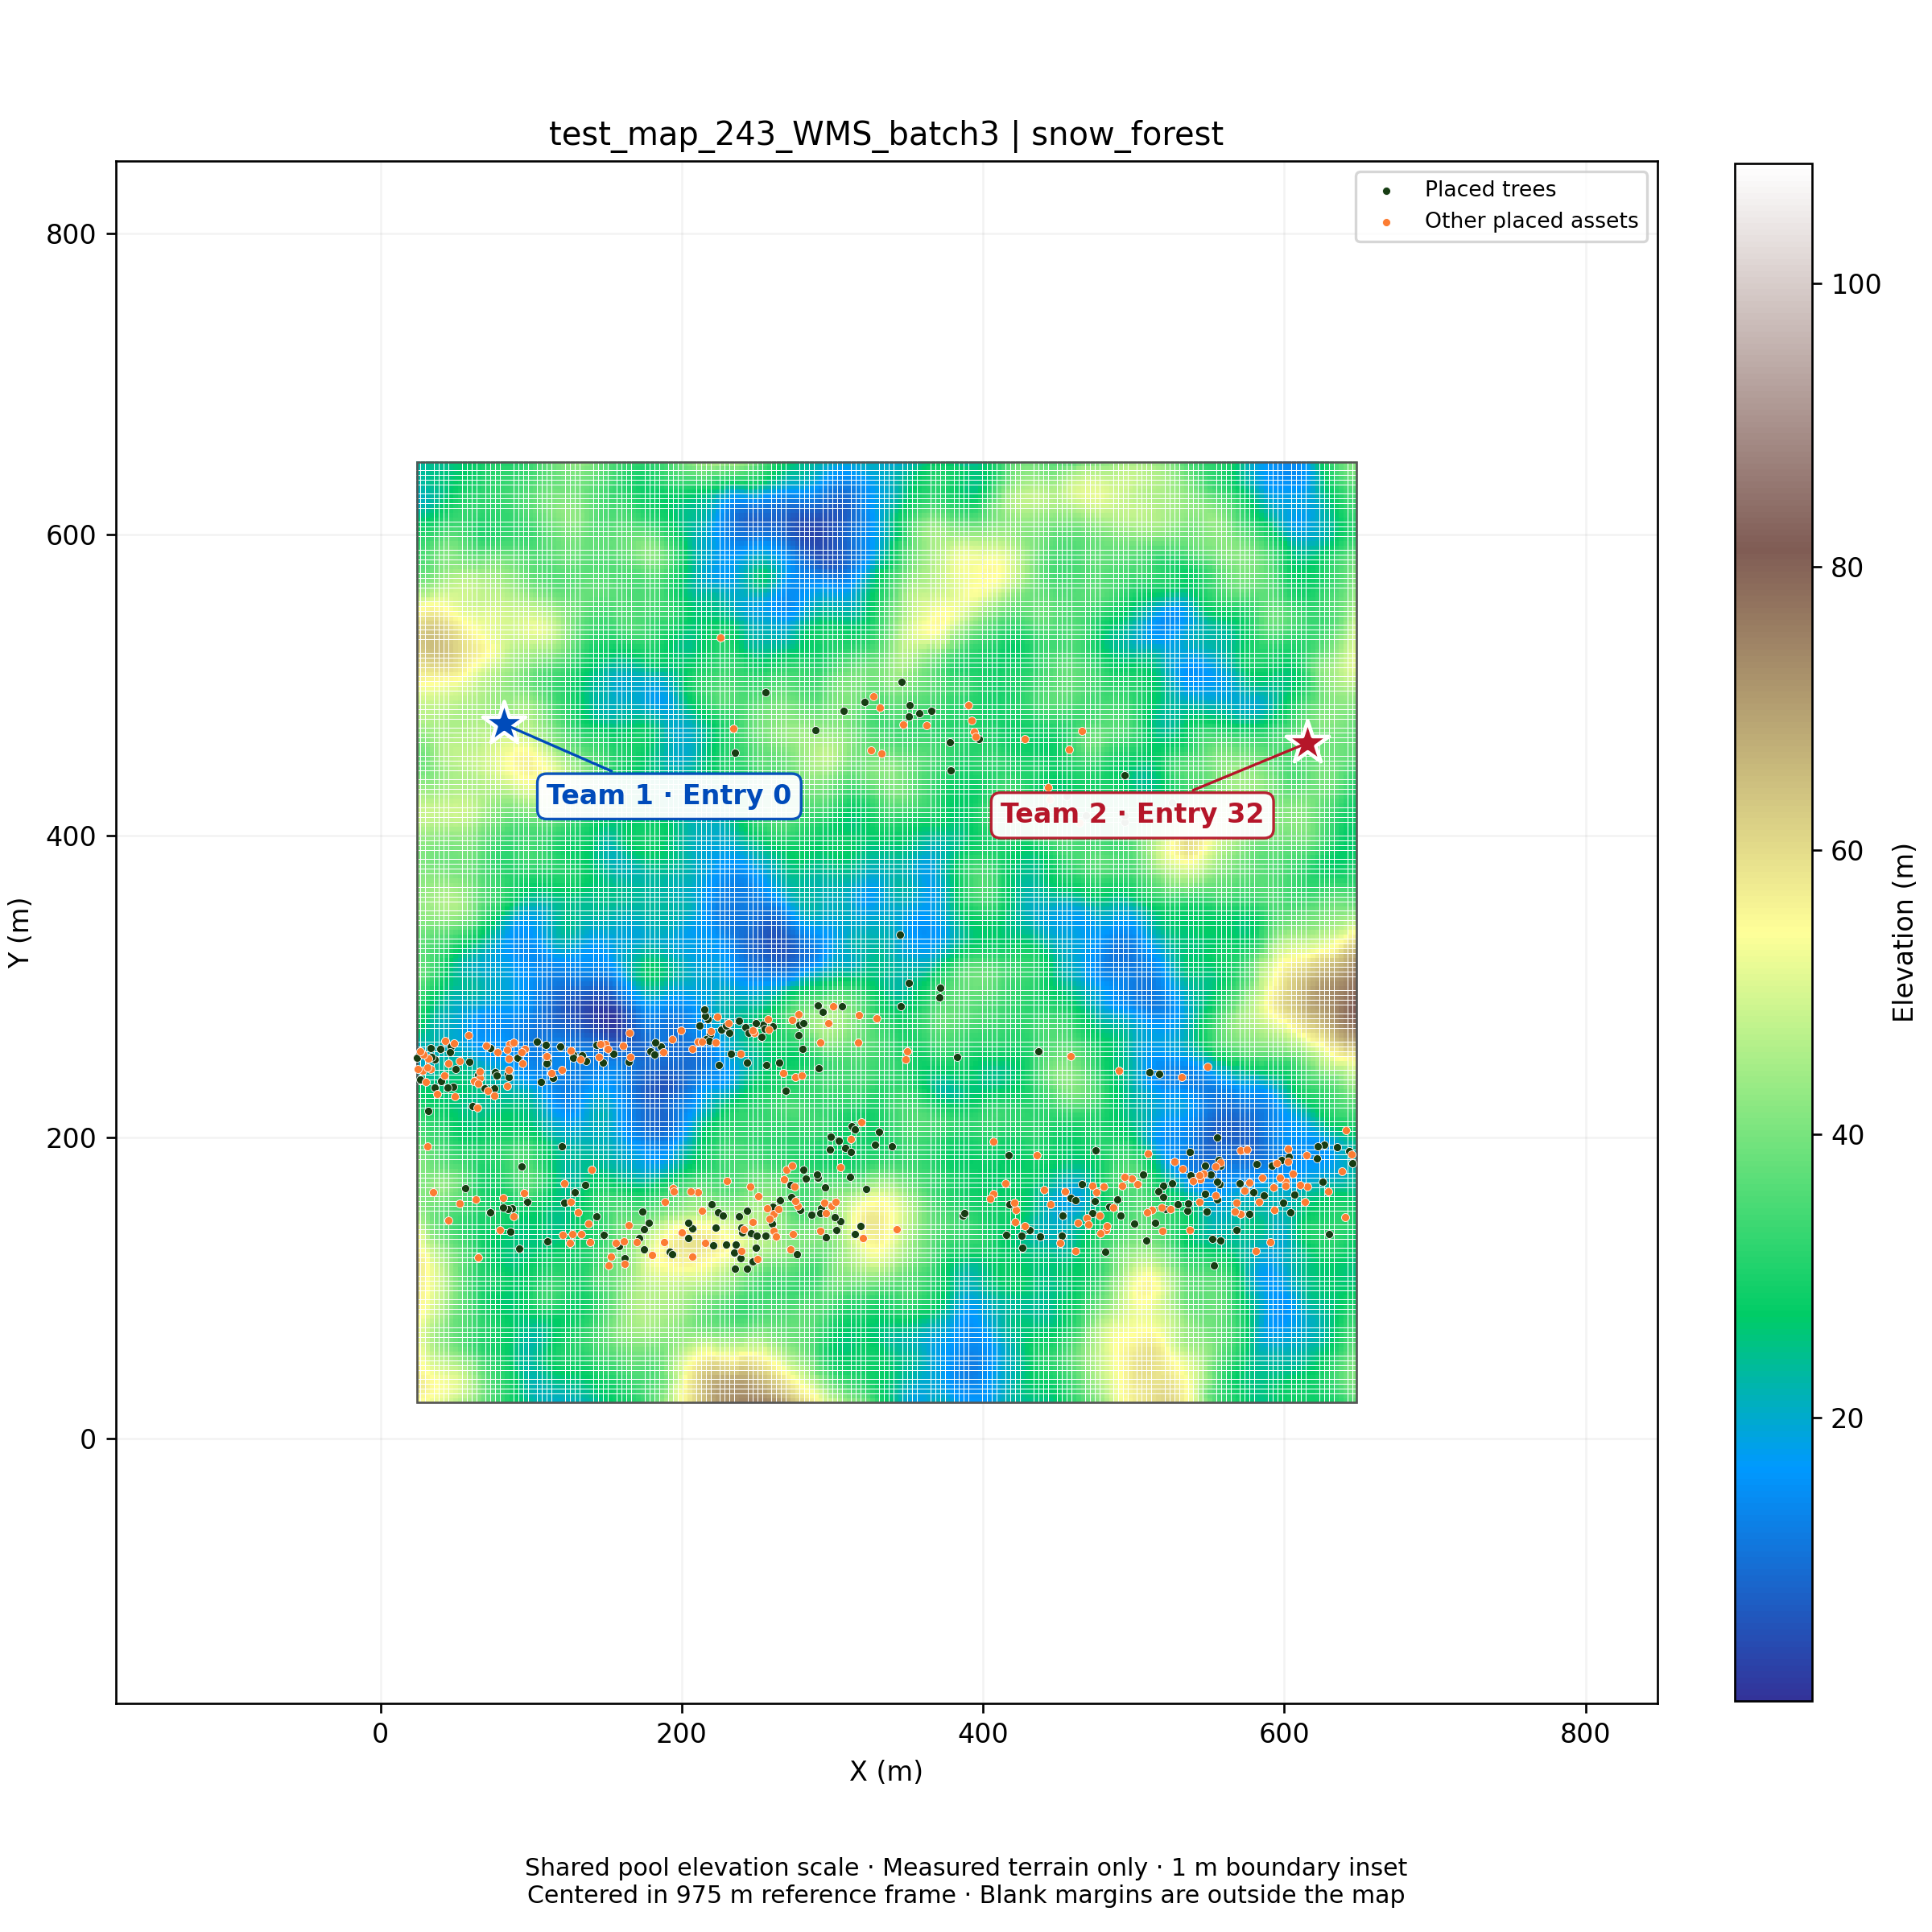 test_map_243_WMS_batch3 | snow_forest
Placed trees
Other placed assets
800
600
400
200
0
Y (m)
Team 1 · Entry 0
Team 2 · Entry 32
0
200
400
600
800
X (m)
100
80
60
40
20
Elevation (m)
Shared pool elevation scale · Measured terrain only · 1 m boundary inset
Centered in 975 m reference frame · Blank margins are outside the map